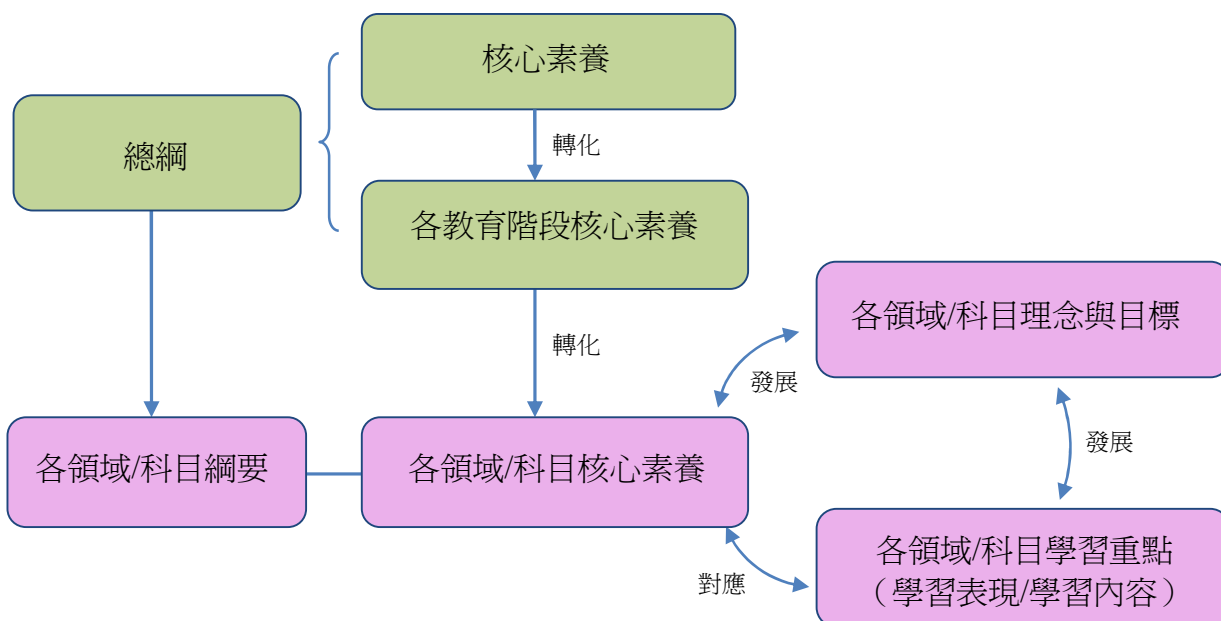 核心素養
轉化
總綱
各教育階段核心素養
轉化
各領域/科目理念與目標
發展
發展
各領域/科目綱要
各領域/科目核心素養
對應
各領域/科目學習重點
（學習表現/學習內容）